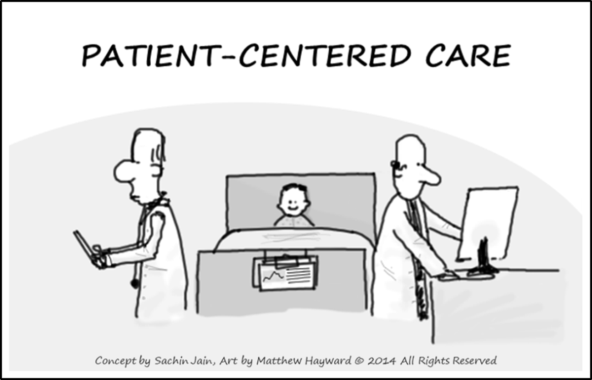 PATIENT-CENTERED CARE
Concept by Sachin Jain, Art by Matthew Hayward © 2014 All Rights Reserved